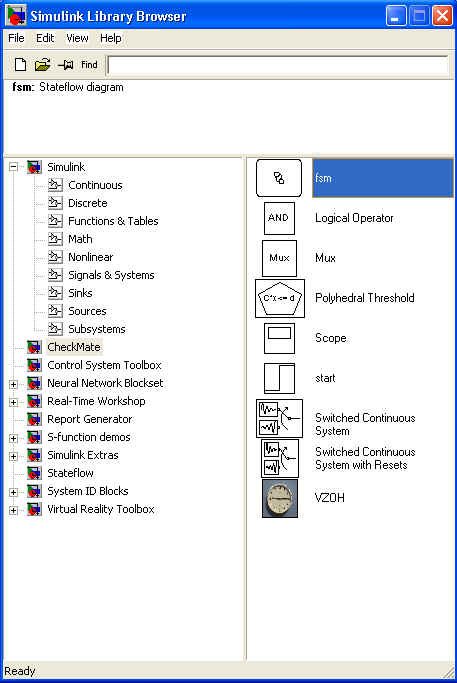 Simulink Library Browser
File Edit View Help
Find
fsm: Stateflow diagram
Simulink
Continuous
Discrete
Functions & Tables
Math
Nonlinear
Signals & Systems
Sinks
Sources
Subsystems
CheckMate
Control System Toolbox
Neural Network Blockset
Real-Time Workshop
Report Generator
S-function demos
Simulink Extras
Stateflow
System ID Blocks
Virtual Reality Toolbox
fsm
AND Logical Operator
Mux Mux
C*x <= d Polyhedral Threshold
Scope
start
Switched Continuous
System
Switched Continuous
System with Resets
VZOH
Ready